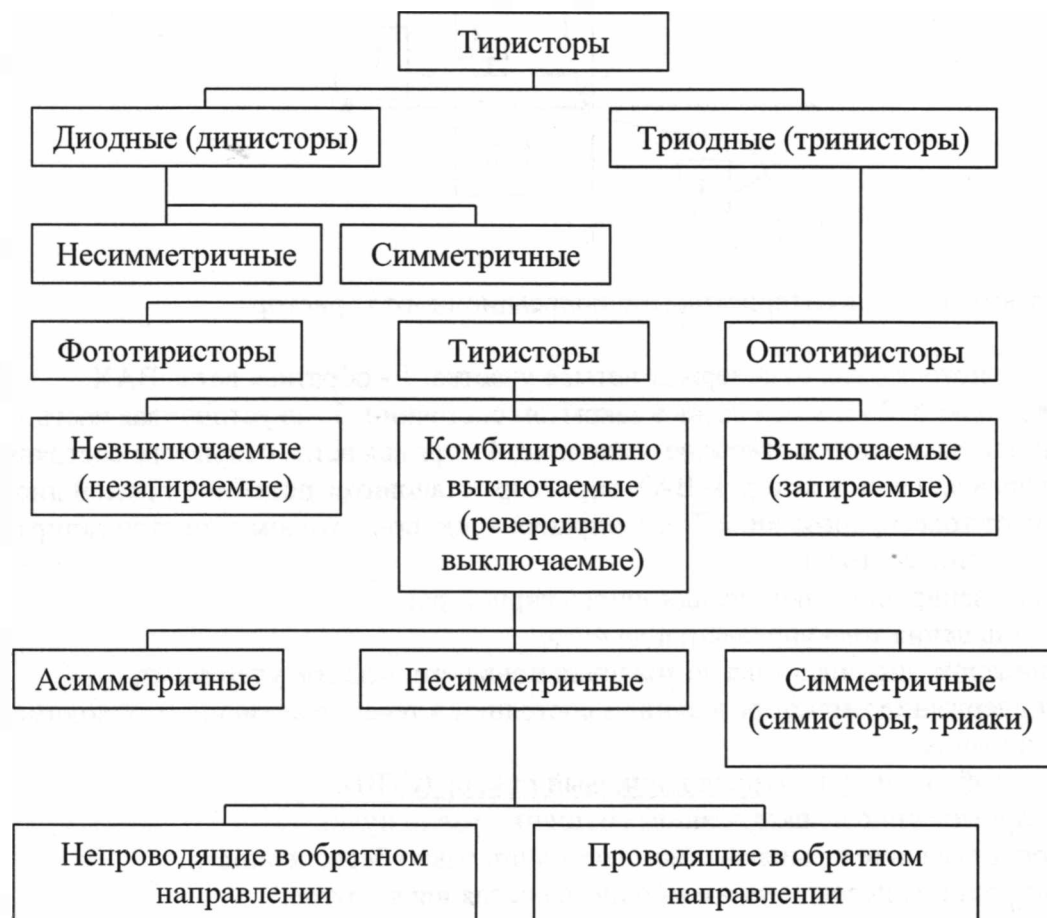 Тиристоры
Диодные (динисторы)
Триодные (тринисторы)
Несимметричные
Симметричные
Фототиристоры
Тиристоры
Оптотиристоры
Невыключаемые
(незапираемые)
Комбинированно
выключаемые
(реверсивно
выключаемые)
Выключаемые
(запираемые)
Асимметричные
Несимметричные
Симметричные
(симисторы, триаки)
Непроводящие в обратном
направлении
Проводящие в обратном
направлении